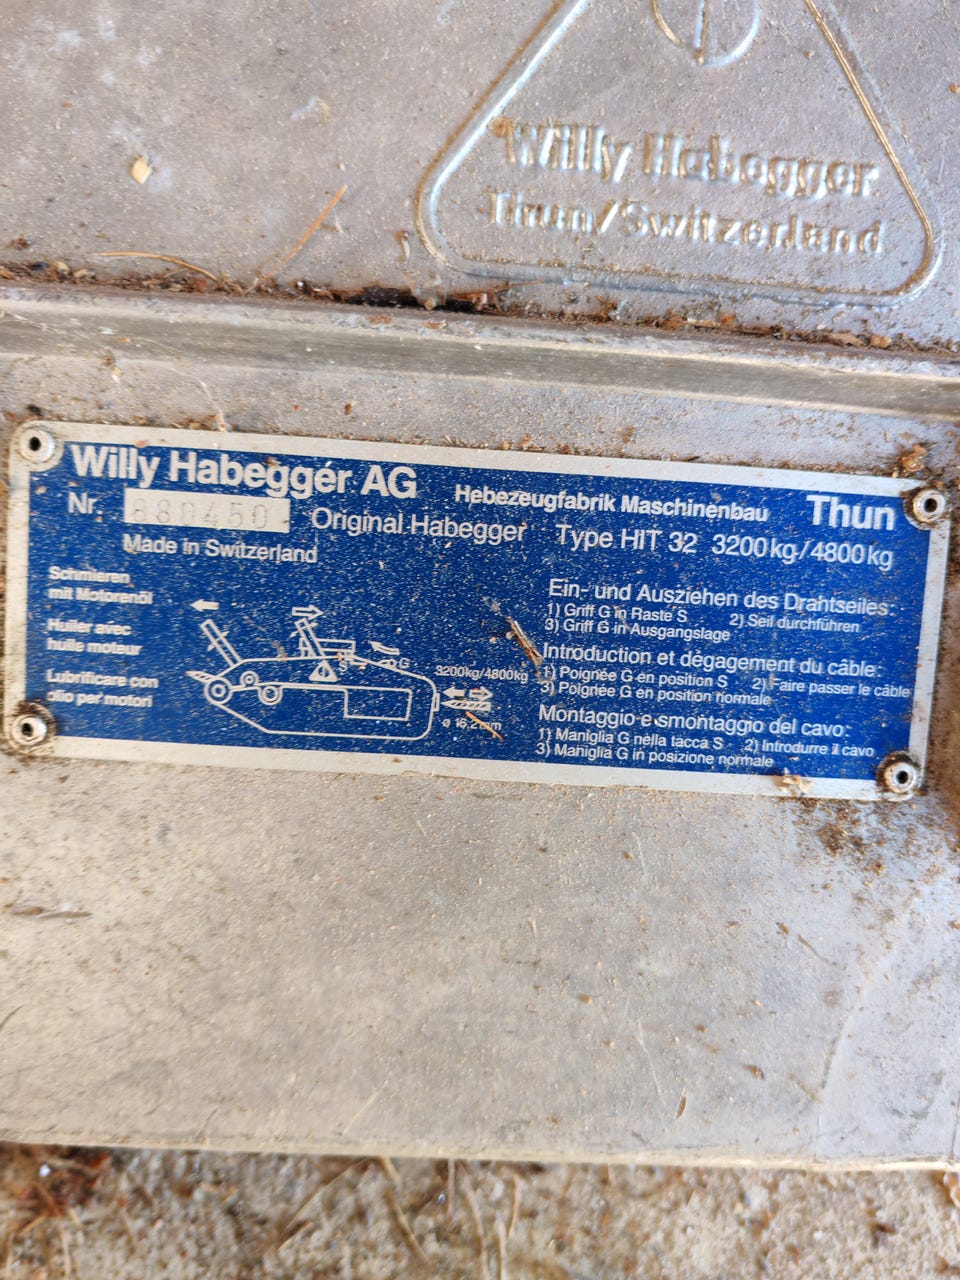 Willy Habegger
Thun/Switzerland
Willy Habegger AG Hebezeugfabrik Maschinenbau Thun
Nr. 880450 Original Habegger Type HIT 32 3200kg/4800kg
Made in Switzerland
Schmieren
mit Motorenöl
Huiler avec
huile moteur
Lubrificare con
olio per motori
S
G
3200kg/4800kg
ø 16,2mm
Ein- und Ausziehen des Drahtseiles:
1) Griff G in Raste S 2) Seil durchführen
3) Griff G in Ausgangslage
Introduction et dégagement du câble:
1) Poignée G en position S 2) Faire passer le câble
3) Poignée G en position normale
Montaggio e smontaggio del cavo:
1) Maniglia G nella tacca S 2) Introdurre il cavo
3) Maniglia G in posizione normale